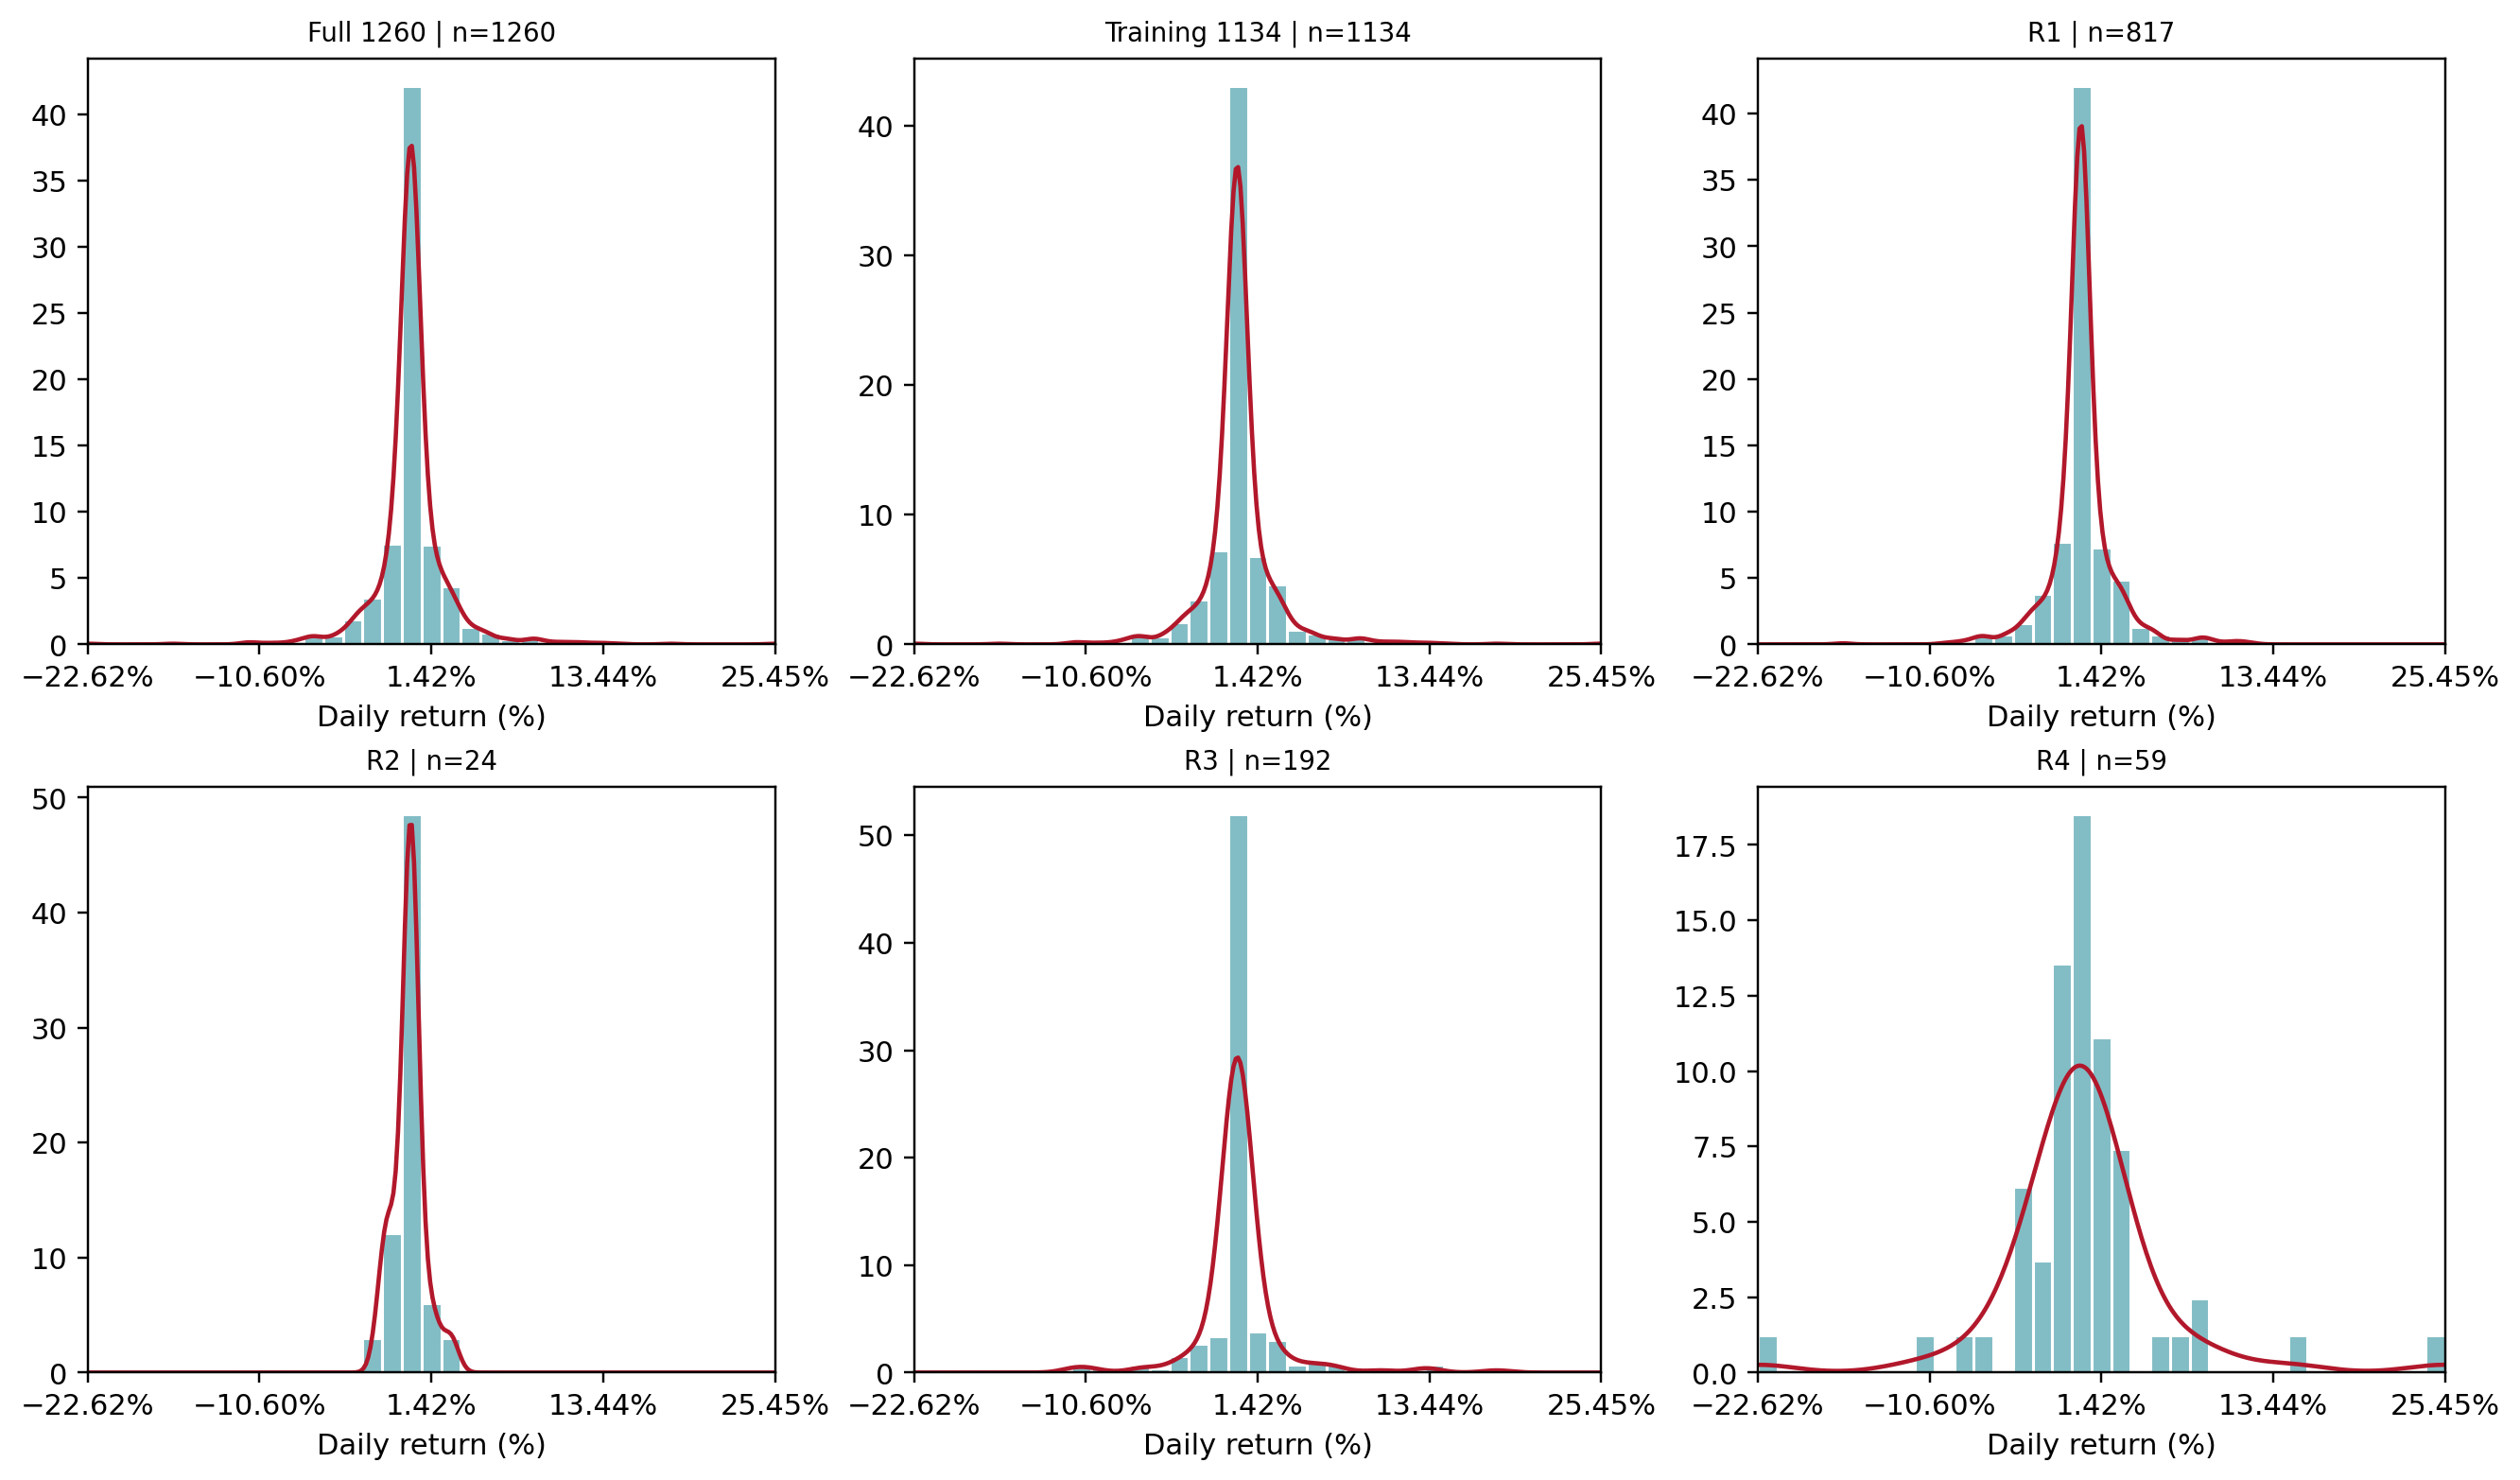 Full 1260 | n=1260
40
35
30
25
20
15
10
5
0
−22.62% −10.60% 1.42% 13.44% 25.45%
Daily return (%)
Training 1134 | n=1134
40
30
20
10
0
−22.62% −10.60% 1.42% 13.44% 25.45%
Daily return (%)
R1 | n=817
40
35
30
25
20
15
10
5
0
−22.62% −10.60% 1.42% 13.44% 25.45%
Daily return (%)
R2 | n=24
50
40
30
20
10
0
−22.62% −10.60% 1.42% 13.44% 25.45%
Daily return (%)
R3 | n=192
50
40
30
20
10
0
−22.62% −10.60% 1.42% 13.44% 25.45%
Daily return (%)
R4 | n=59
17.5
15.0
12.5
10.0
7.5
5.0
2.5
0.0
−22.62% −10.60% 1.42% 13.44% 25.45%
Daily return (%)